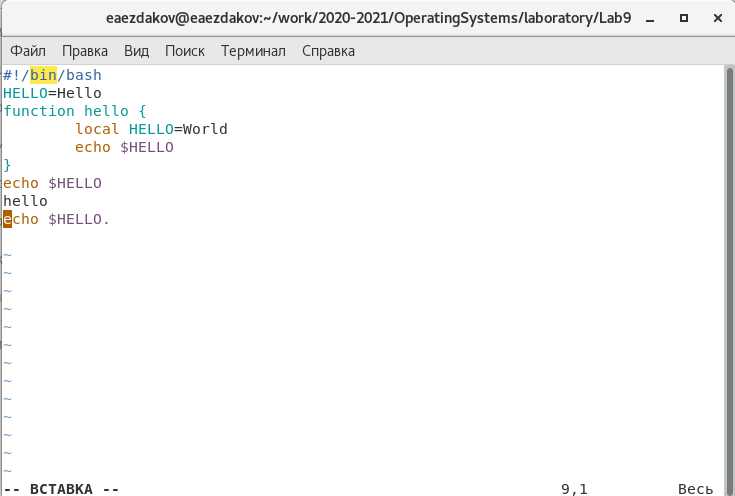 eaezdakov@eaezdakov:~/work/2020-2021/OperatingSystems/laboratory/Lab9
Файл Правка Вид Поиск Терминал Справка
#!/bin/bash
HELLO=Hello
function hello {
        local HELLO=World
        echo $HELLO
}
echo $HELLO
hello
echo $HELLO.
~
~
~
~
~
~
~
~
~
~
~
~
~
-- ВСТАВКА -- 9,1 Весь